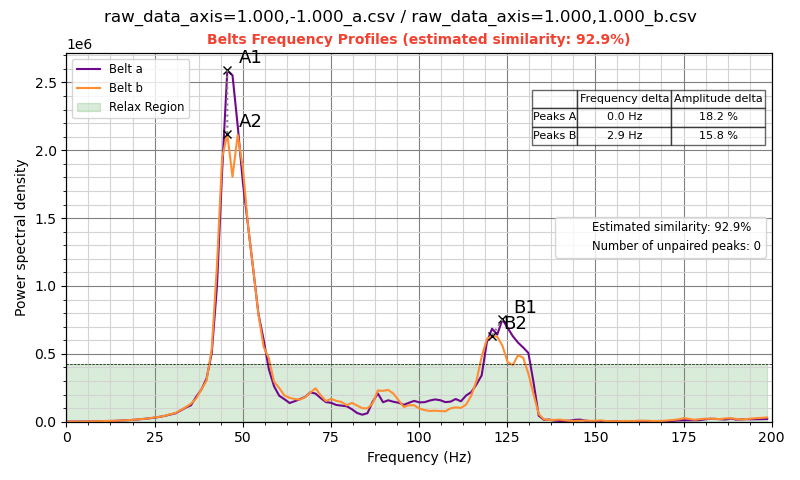 raw_data_axis=1.000,-1.000_a.csv / raw_data_axis=1.000,1.000_b.csv
Belts Frequency Profiles (estimated similarity: 92.9%)
1e6
Belt a
Belt b
Relax Region
A1
A2
Frequency delta Amplitude delta
Peaks A 0.0 Hz 18.2 %
Peaks B 2.9 Hz 15.8 %
Estimated similarity: 92.9%
Number of unpaired peaks: 0
B1
B2
Power spectral density
2.5
2.0
1.5
1.0
0.5
0.0
0 25 50 75 100 125 150 175 200
Frequency (Hz)